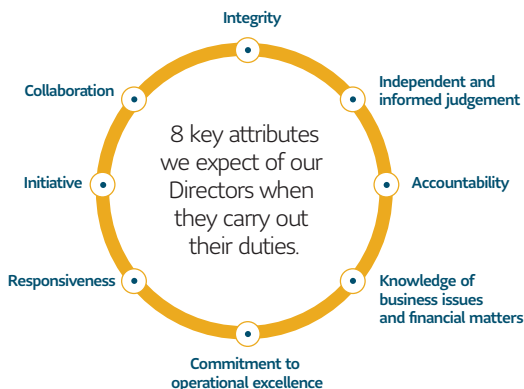 Integrity
Collaboration
Independent and
informed judgement
8 key attributes
we expect of our
Directors when
they carry out
their duties.
Initiative
Accountability
Responsiveness
Knowledge of
business issues
and financial matters
Commitment to
operational excellence